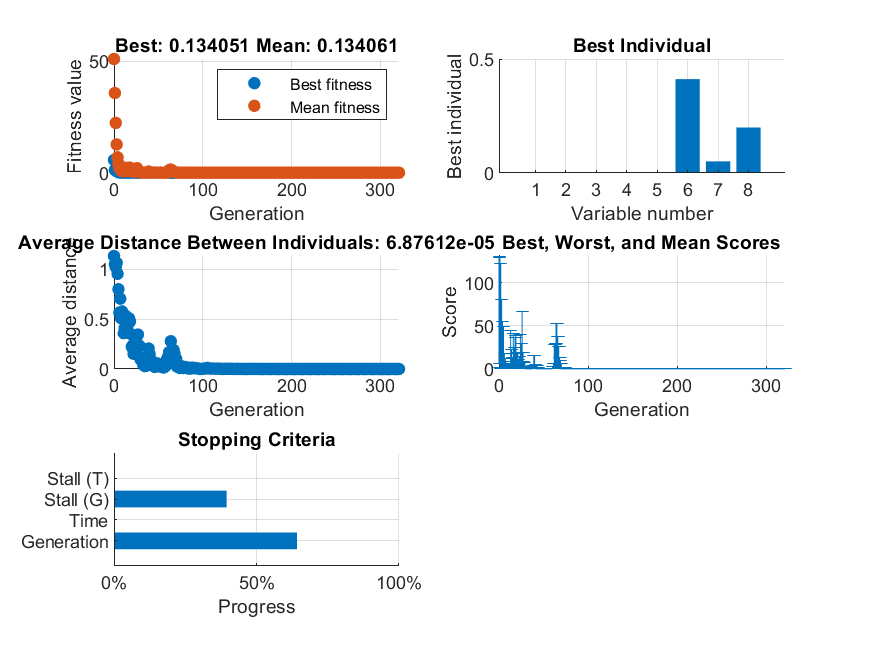 Best: 0.134051 Mean: 0.134061
Fitness value
50
0
Best fitness
Mean fitness
0 100 200 300
Generation
Best Individual
Best individual
0.5
0
1 2 3 4 5 6 7 8
Variable number
Average Distance Between Individuals: 6.87612e-05
Average distance
1
0.5
0
0 100 200 300
Generation
Best, Worst, and Mean Scores
Score
100
50
0
0 100 200 300
Generation
Stopping Criteria
Stall (T)
Stall (G)
Time
Generation
0% 50% 100%
Progress